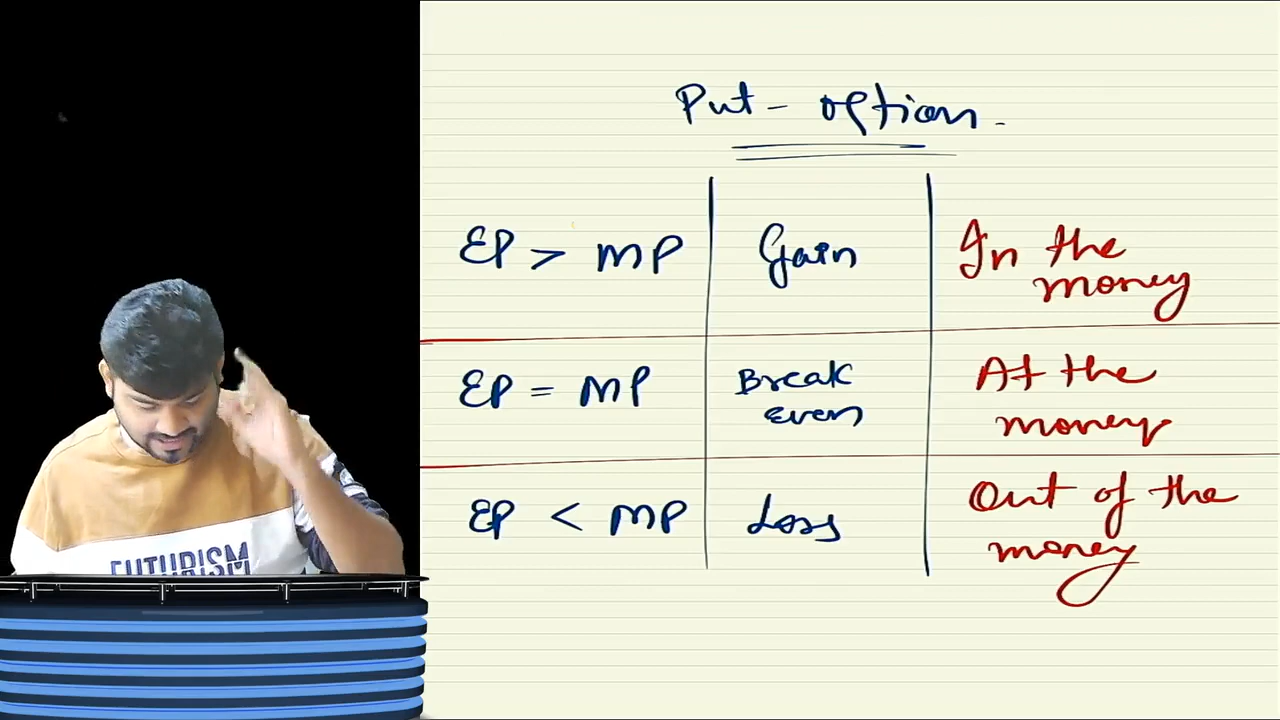 Put - option.
EP > MP | Gain | In the
money
EP = MP | Break
even | At the
money
EP < MP | Loss | Out of the
money
FUTURISM